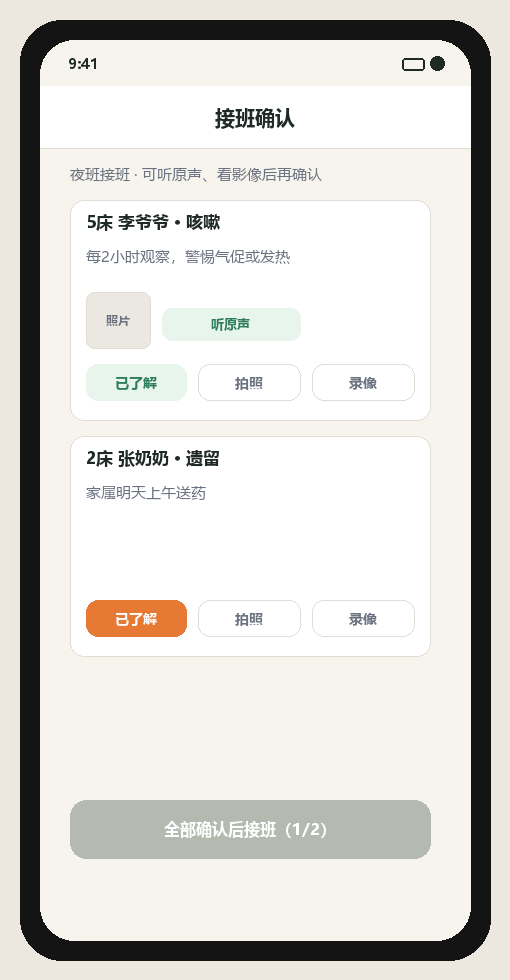 9:41
接班确认
夜班接班 · 可听原声、看影像后再确认
5床 李爷爷 • 咳嗽
每2小时观察，警惕气促或发热
照片
听原声
已了解 拍照 录像
2床 张奶奶 • 遗留
家属明天上午送药
已了解 拍照 录像
全部确认后接班（1/2）